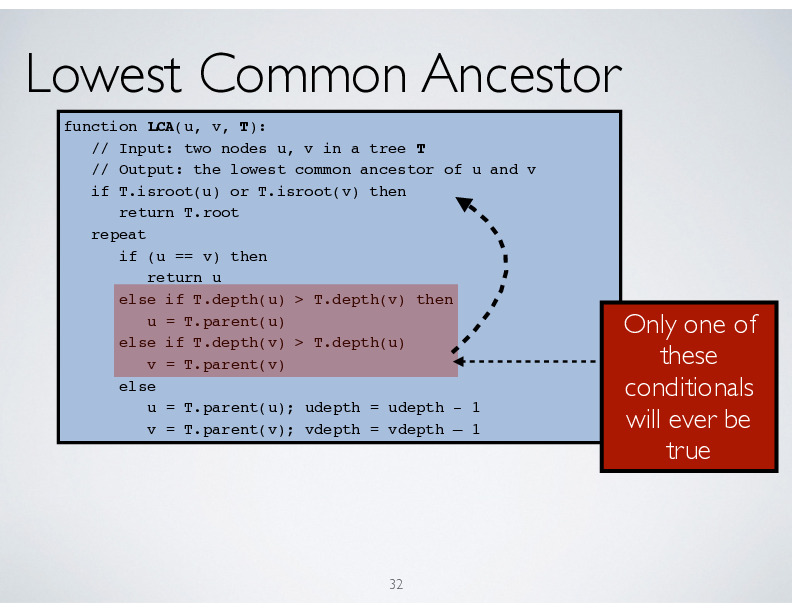 Lowest Common Ancestor
function LCA(u, v, T):
// Input: two nodes u, v in a tree T
// Output: the lowest common ancestor of u and v
if T.isroot(u) or T.isroot(v) then
return T.root
repeat
if (u == v) then
return u
else if T.depth(u) > T.depth(v) then
u = T.parent(u)
else if T.depth(v) > T.depth(u)
v = T.parent(v)
else
u = T.parent(u); udepth = udepth - 1
v = T.parent(v); vdepth = vdepth – 1
Only one of
these
conditionals
will ever be
true
32